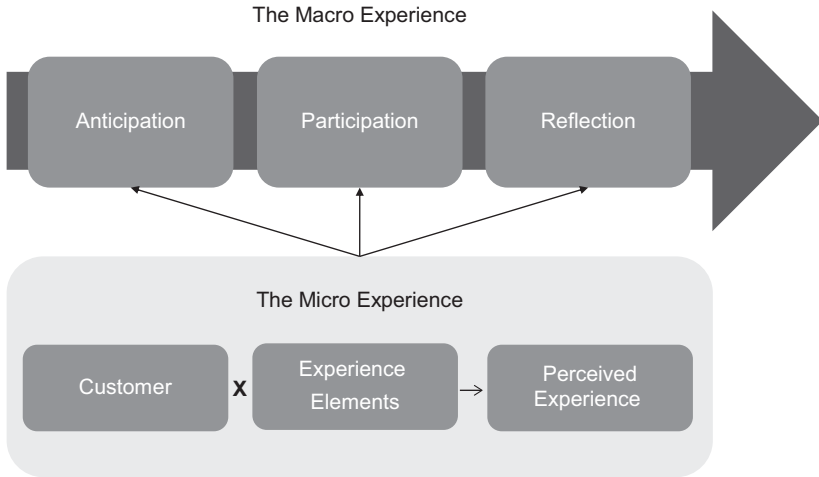 The Macro Experience
Anticipation
Participation
Reflection
The Micro Experience
Customer
X
Experience
Elements
Perceived
Experience